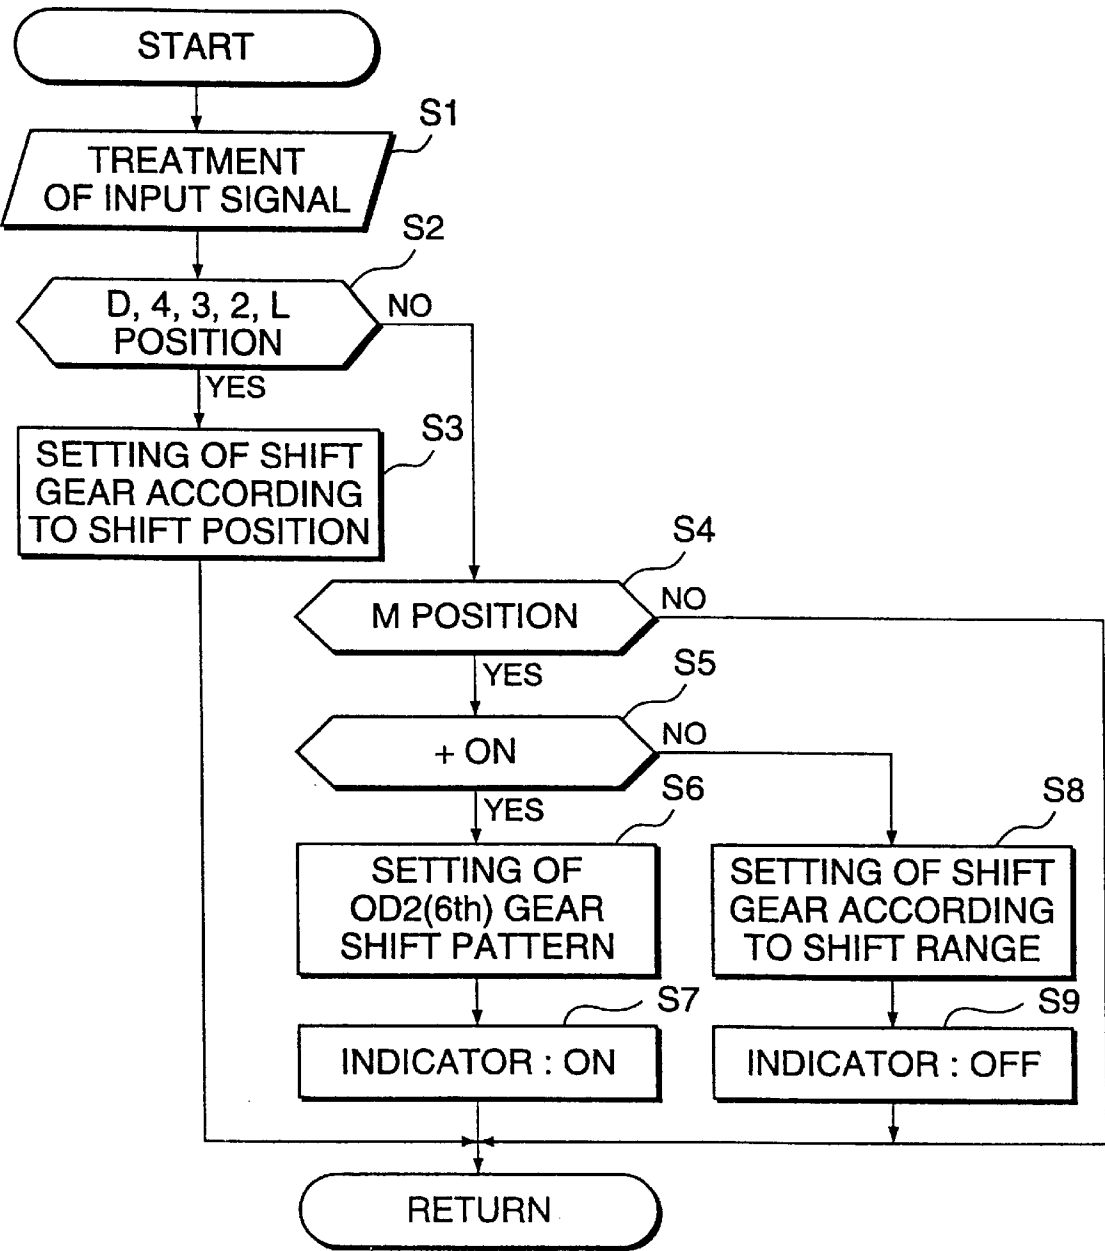 START
S1
TREATMENT
OF INPUT SIGNAL
S2
D, 4, 3, 2, L
POSITION
NO
YES
S3
SETTING OF SHIFT
GEAR ACCORDING
TO SHIFT POSITION
S4
M POSITION
NO
YES
S5
+ ON
NO
YES
S6
SETTING OF
OD2(6th) GEAR
SHIFT PATTERN
S8
SETTING OF SHIFT
GEAR ACCORDING
TO SHIFT RANGE
S7
INDICATOR : ON
S9
INDICATOR : OFF
RETURN